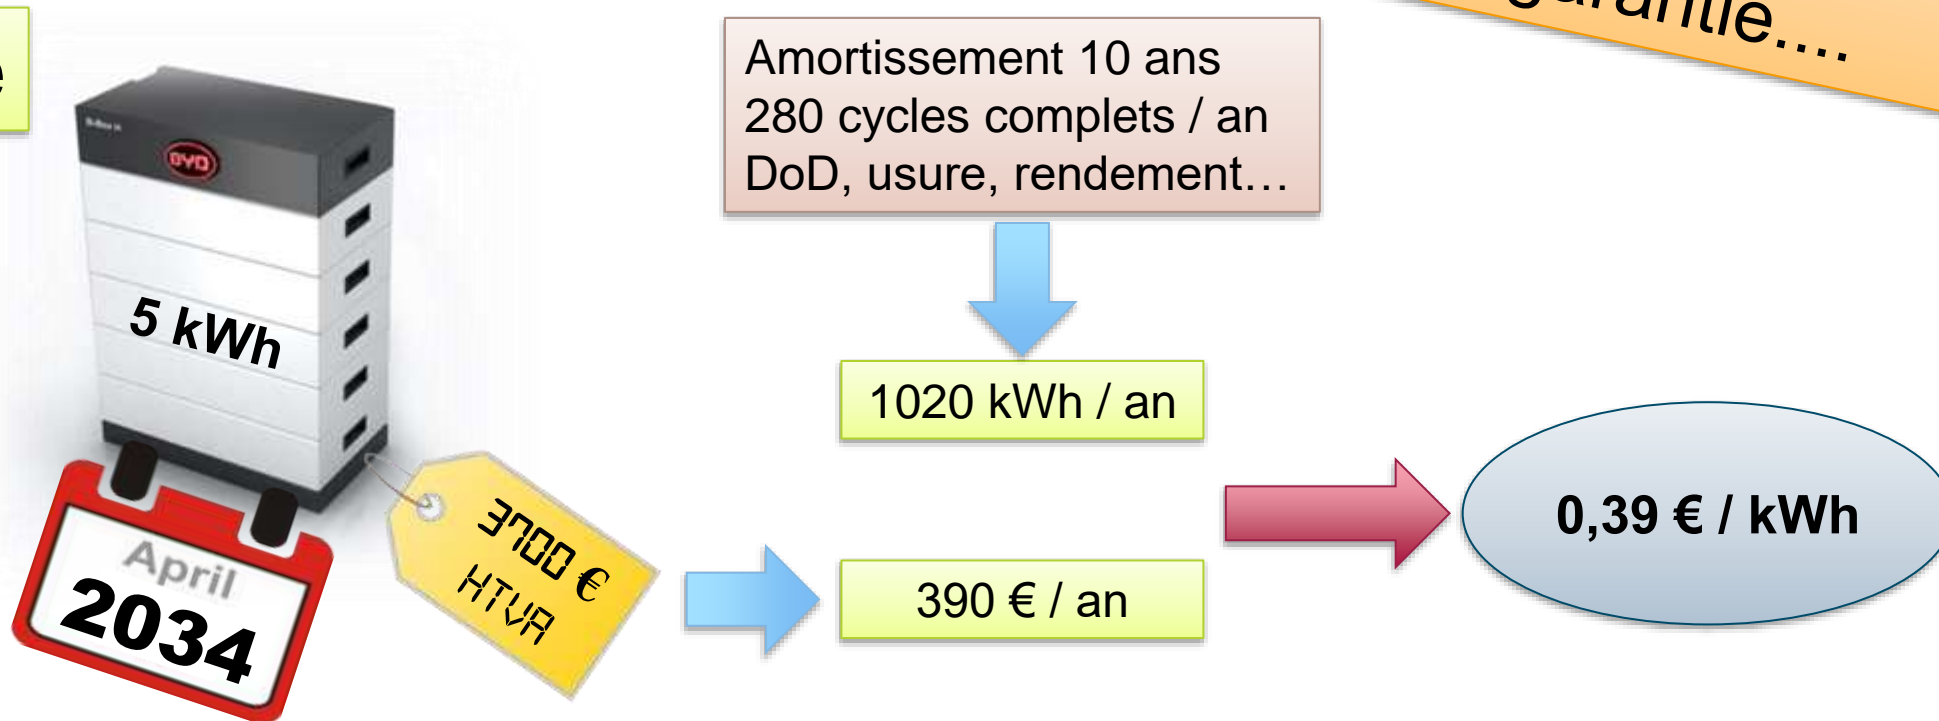 garantie....
Amortissement 10 ans
280 cycles complets / an
DoD, usure, rendement…
BYD
5 kWh
1020 kWh / an
3700 €
HTVA
April
2034
390 € / an
0,39 € / kWh